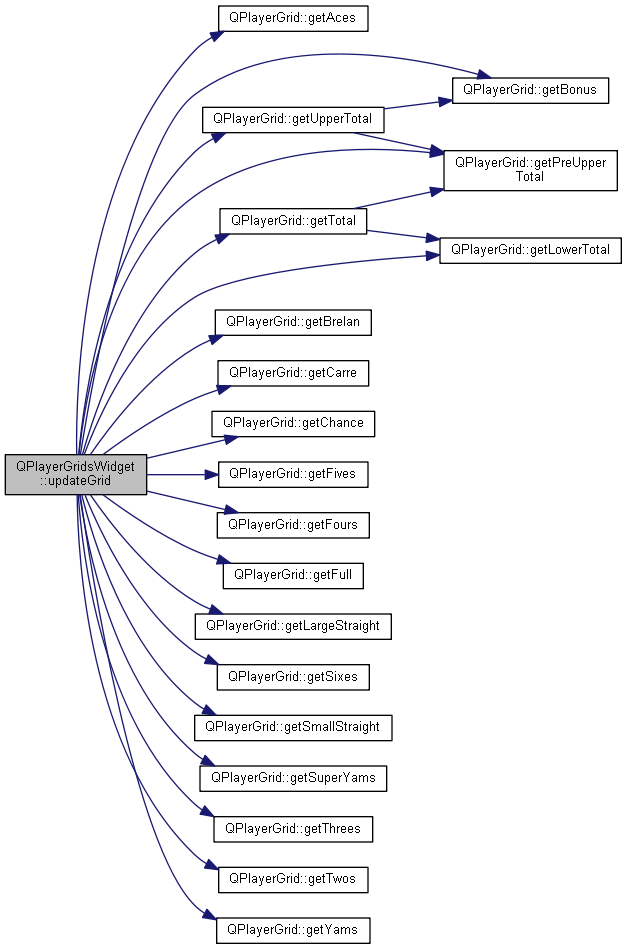 QPlayerGrid::getAces
QPlayerGrid::getBonus
QPlayerGrid::getUpperTotal
QPlayerGrid::getPreUpper
Total
QPlayerGrid::getTotal
QPlayerGrid::getLowerTotal
QPlayerGrid::getBrelan
QPlayerGrid::getCarre
QPlayerGrid::getChance
QPlayerGridsWidget
::updateGrid
QPlayerGrid::getFives
QPlayerGrid::getFours
QPlayerGrid::getFull
QPlayerGrid::getLargeStraight
QPlayerGrid::getSixes
QPlayerGrid::getSmallStraight
QPlayerGrid::getSuperYams
QPlayerGrid::getThrees
QPlayerGrid::getTwos
QPlayerGrid::getYams